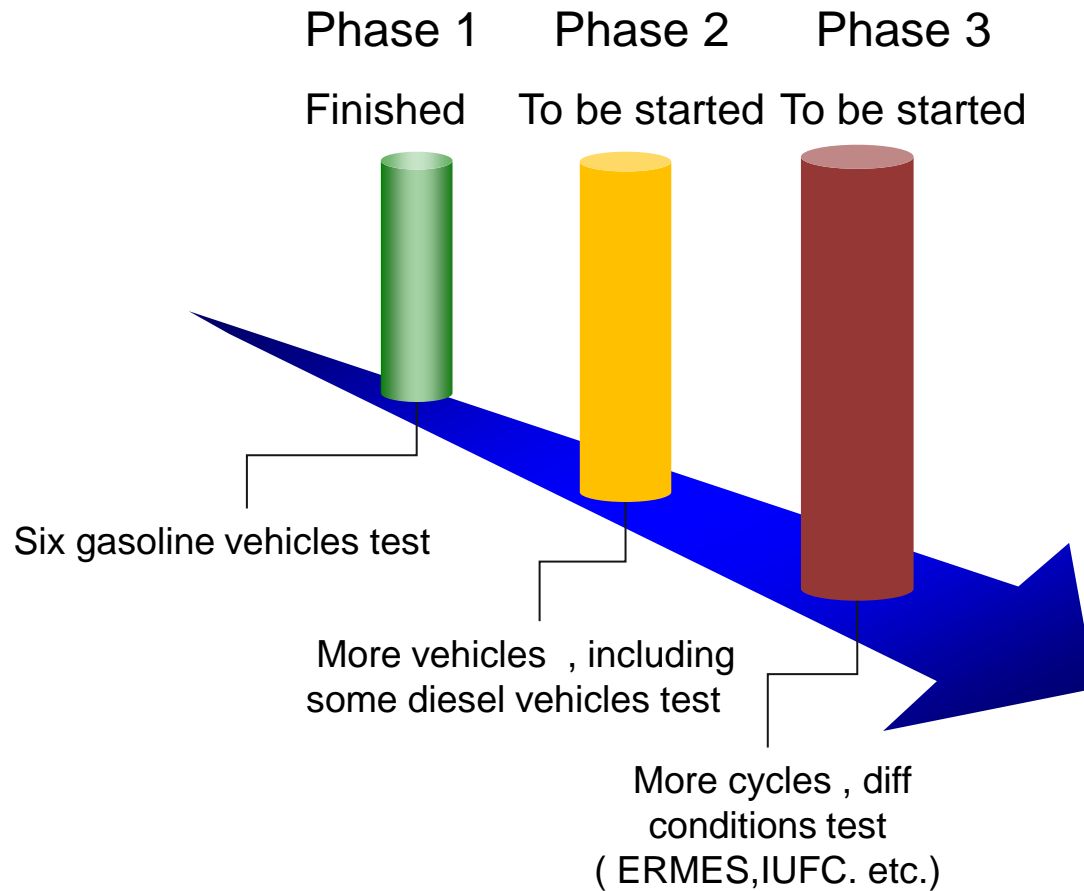 Phase 1 Phase 2 Phase 3
Finished To be started To be started
Six gasoline vehicles test
More vehicles , including
some diesel vehicles test
More cycles , diff
conditions test
( ERMES,IUFC. etc.)